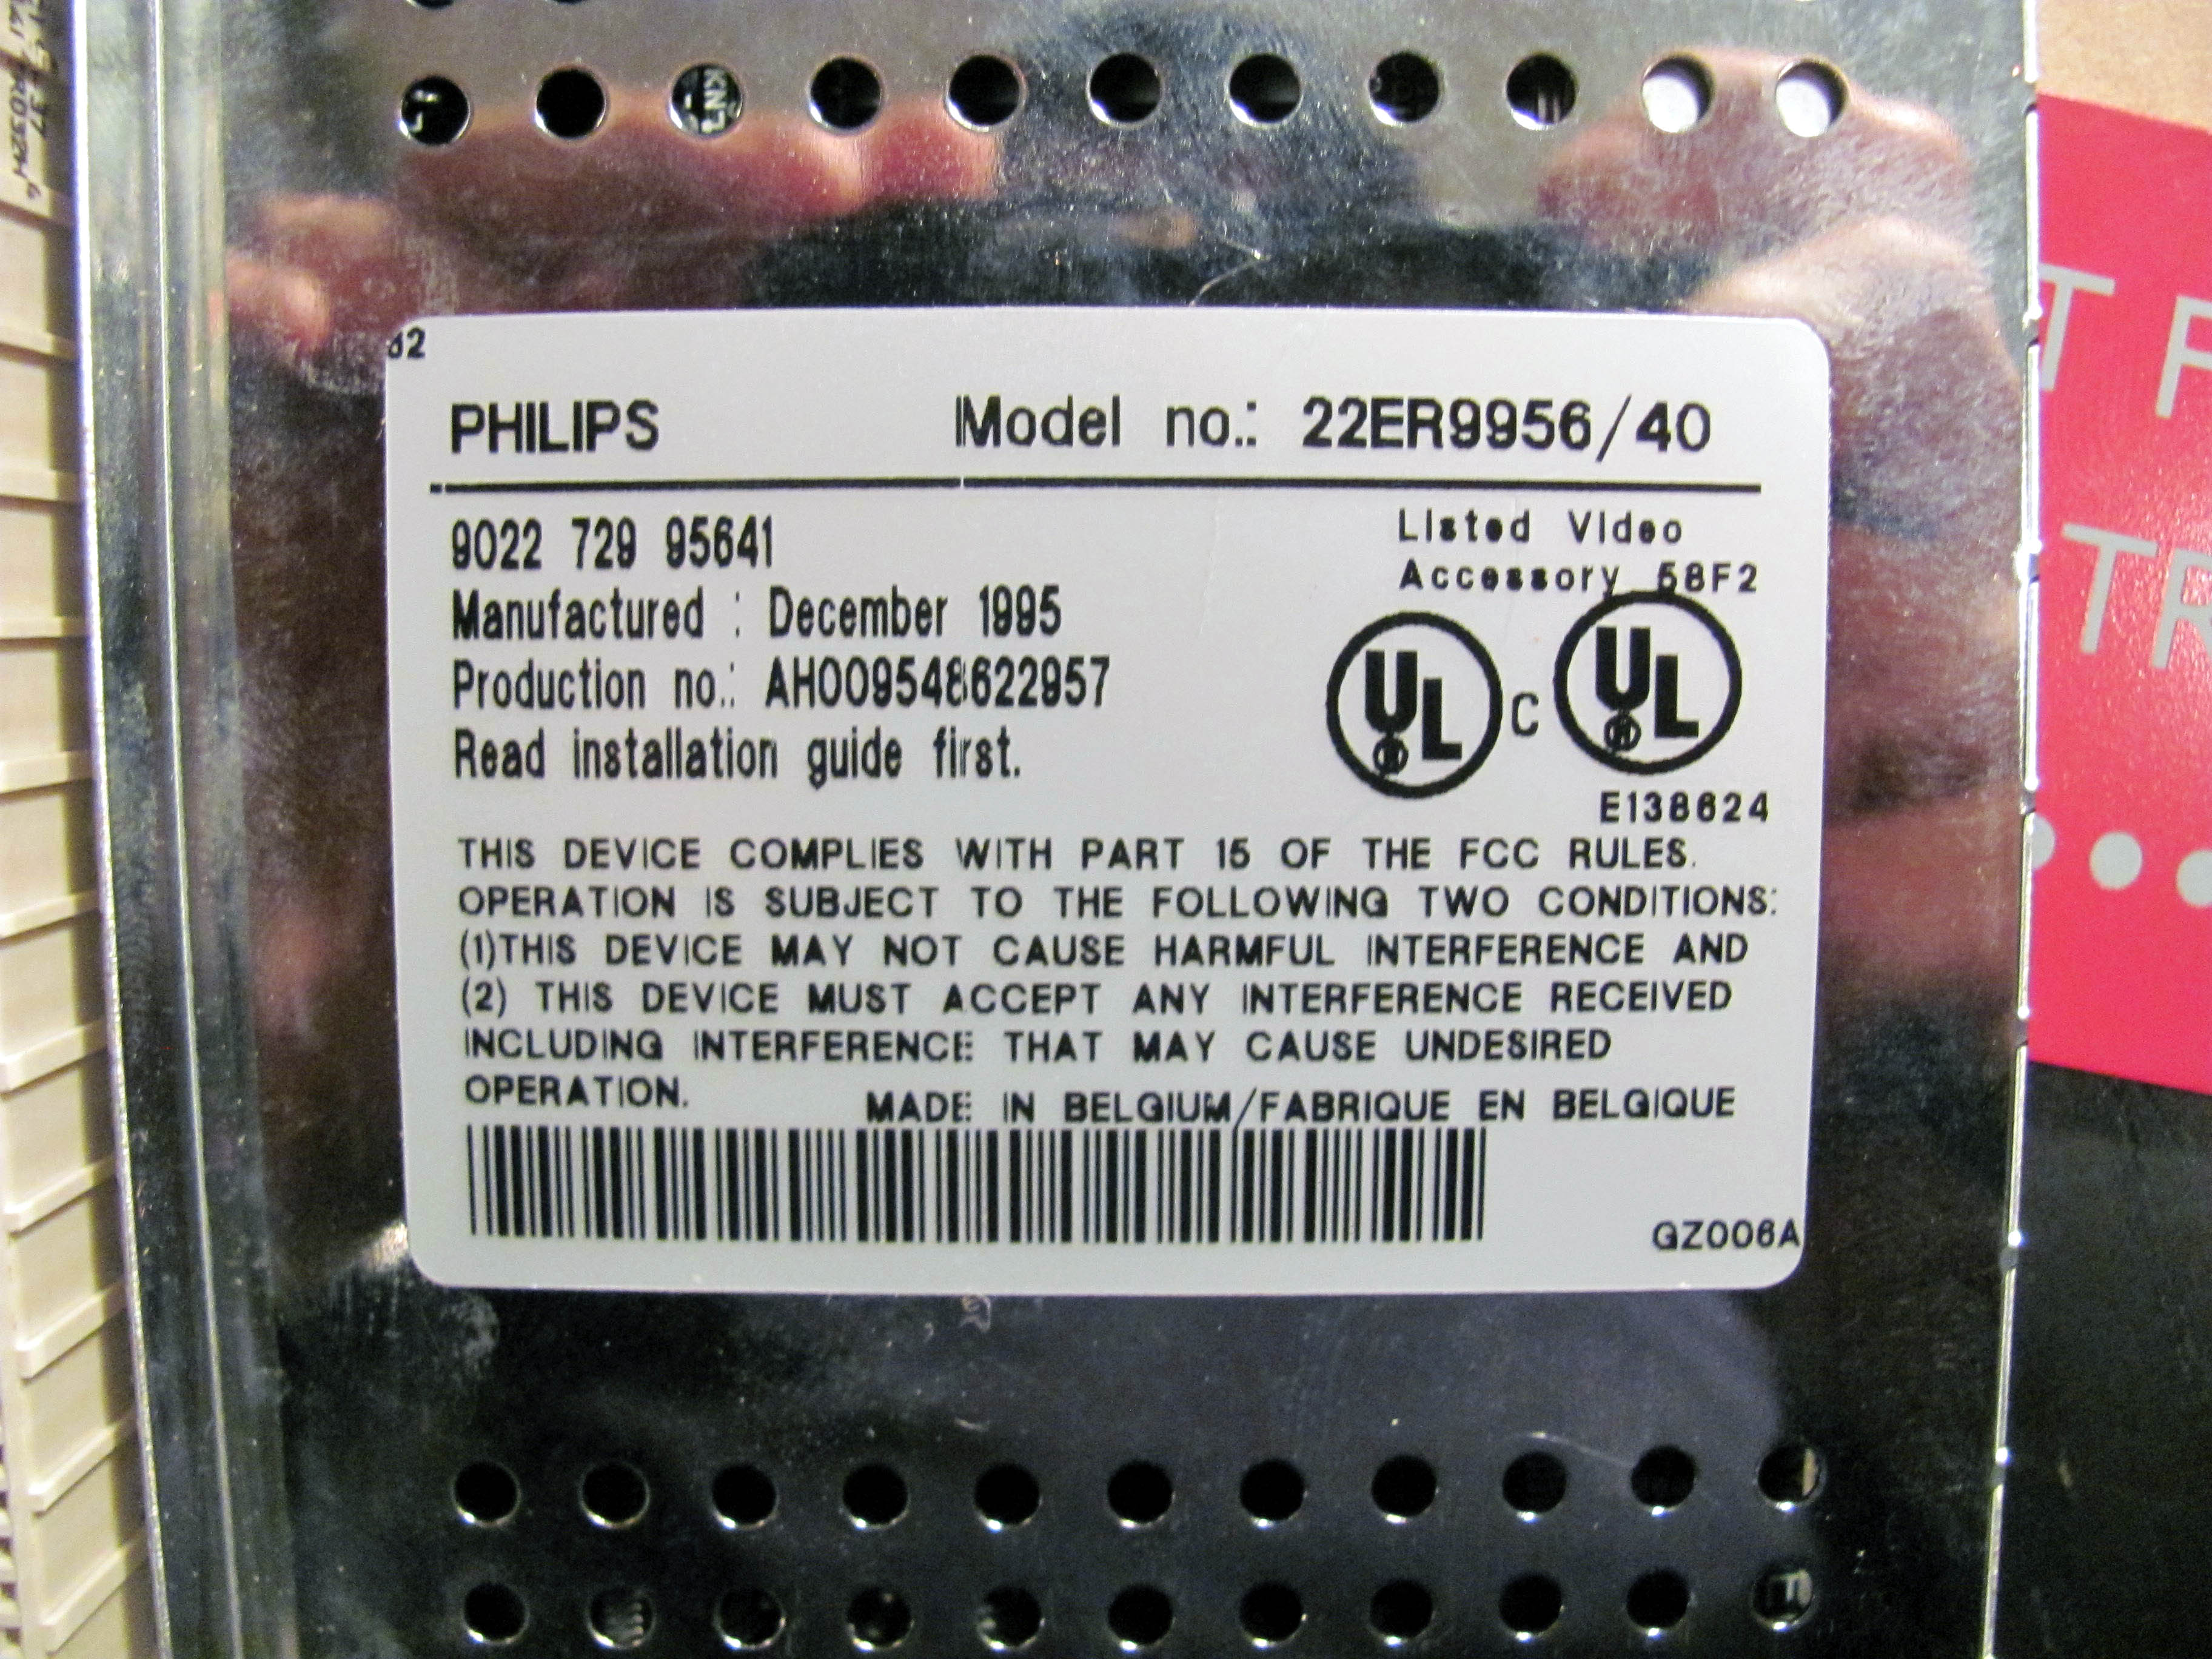 PHILIPS Model no.: 22ER9956/40
9022 729 95641
Manufactured : December 1995
Production no.: AH009548622957
Read installation guide first.
Listed Video
Accessory 58F2
UL C UL
E138624
THIS DEVICE COMPLIES WITH PART 15 OF THE FCC RULES.
OPERATION IS SUBJECT TO THE FOLLOWING TWO CONDITIONS:
(1)THIS DEVICE MAY NOT CAUSE HARMFUL INTERFERENCE AND
(2) THIS DEVICE MUST ACCEPT ANY INTERFERENCE RECEIVED
INCLUDING INTERFERENCE THAT MAY CAUSE UNDESIRED
OPERATION.
MADE IN BELGIUM/FABRIQUE EN BELGIQUE
GZ006A
T F
TR